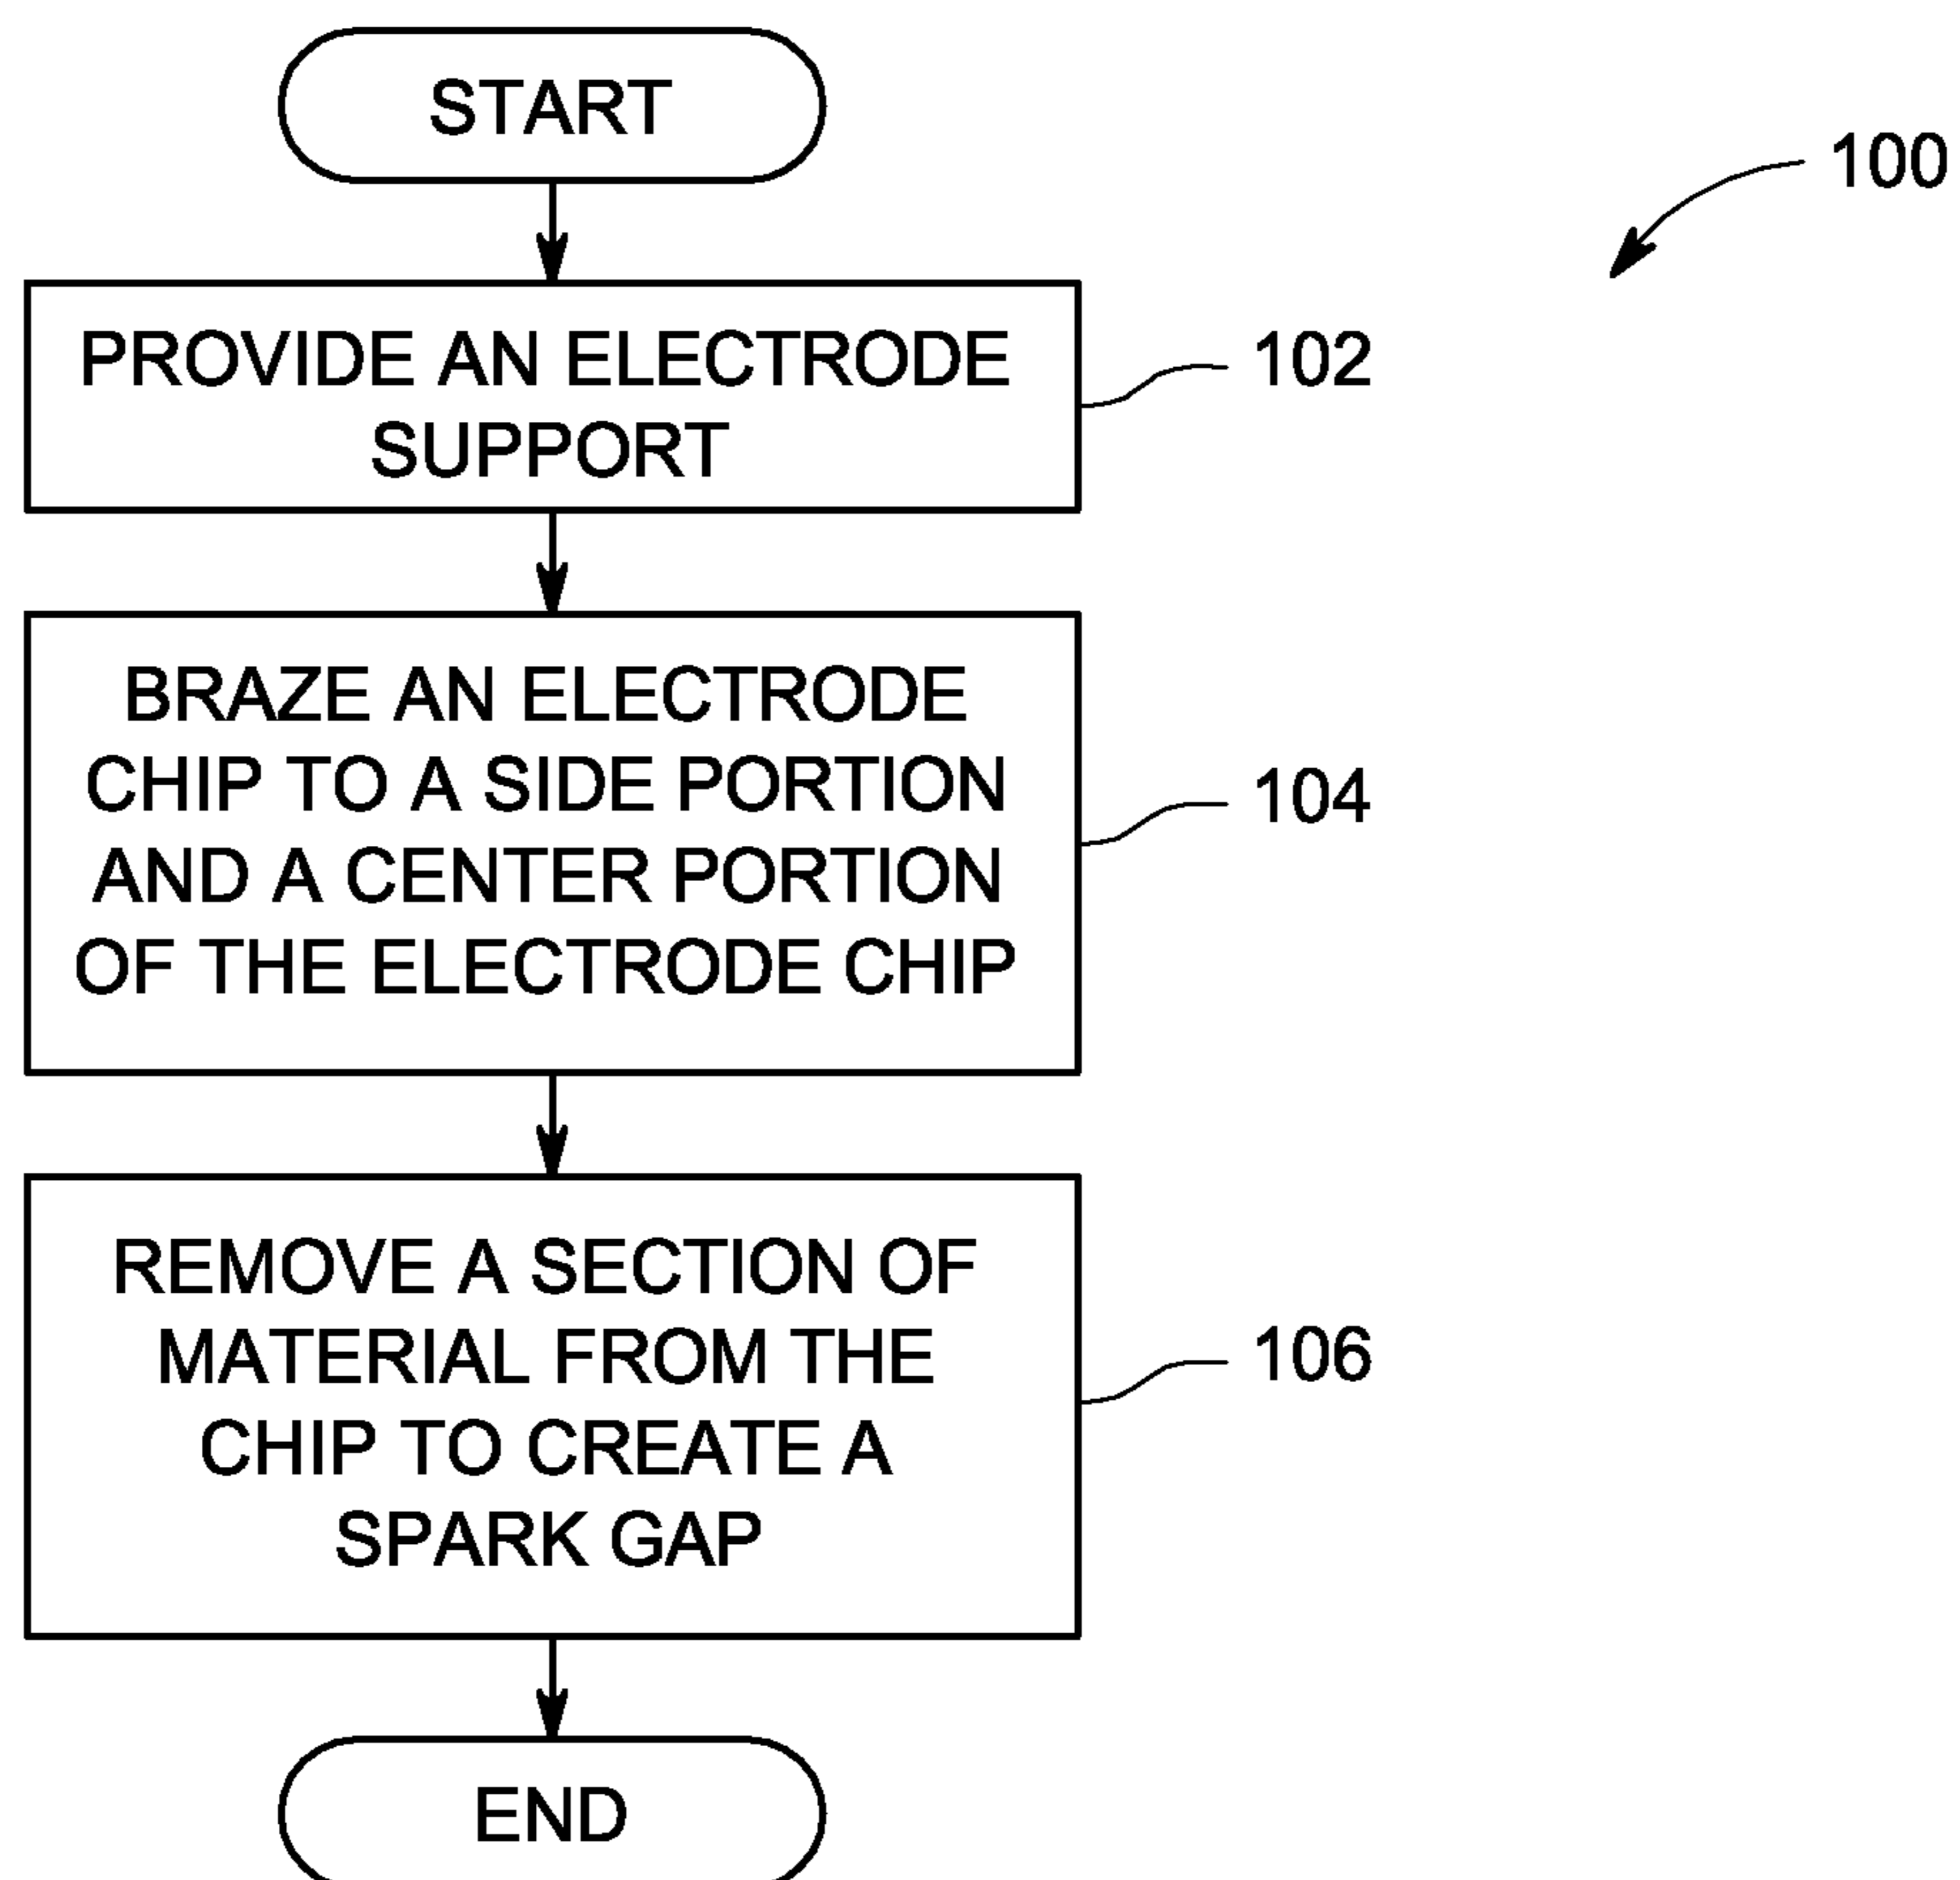 START
100
PROVIDE AN ELECTRODE
SUPPORT
102
BRAZE AN ELECTRODE
CHIP TO A SIDE PORTION
AND A CENTER PORTION
OF THE ELECTRODE CHIP
104
REMOVE A SECTION OF
MATERIAL FROM THE
CHIP TO CREATE A
SPARK GAP
106
END